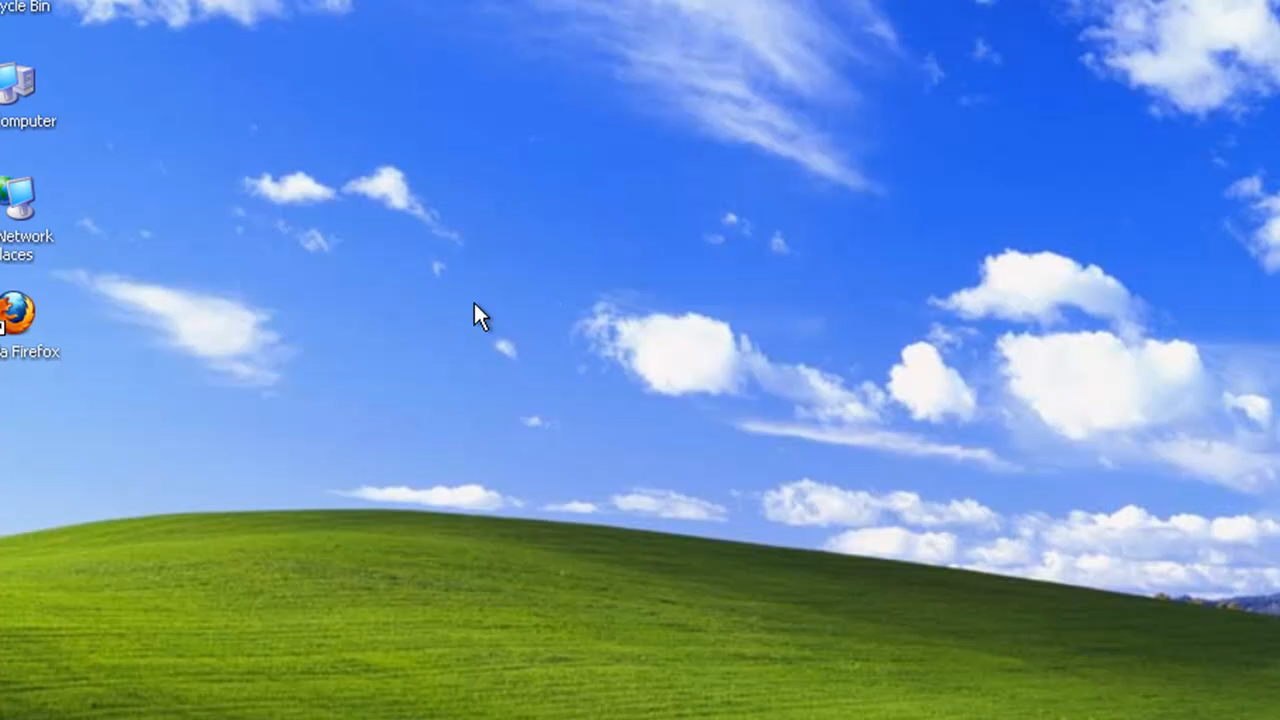 ycle Bin
omputer
Network
laces
a Firefox